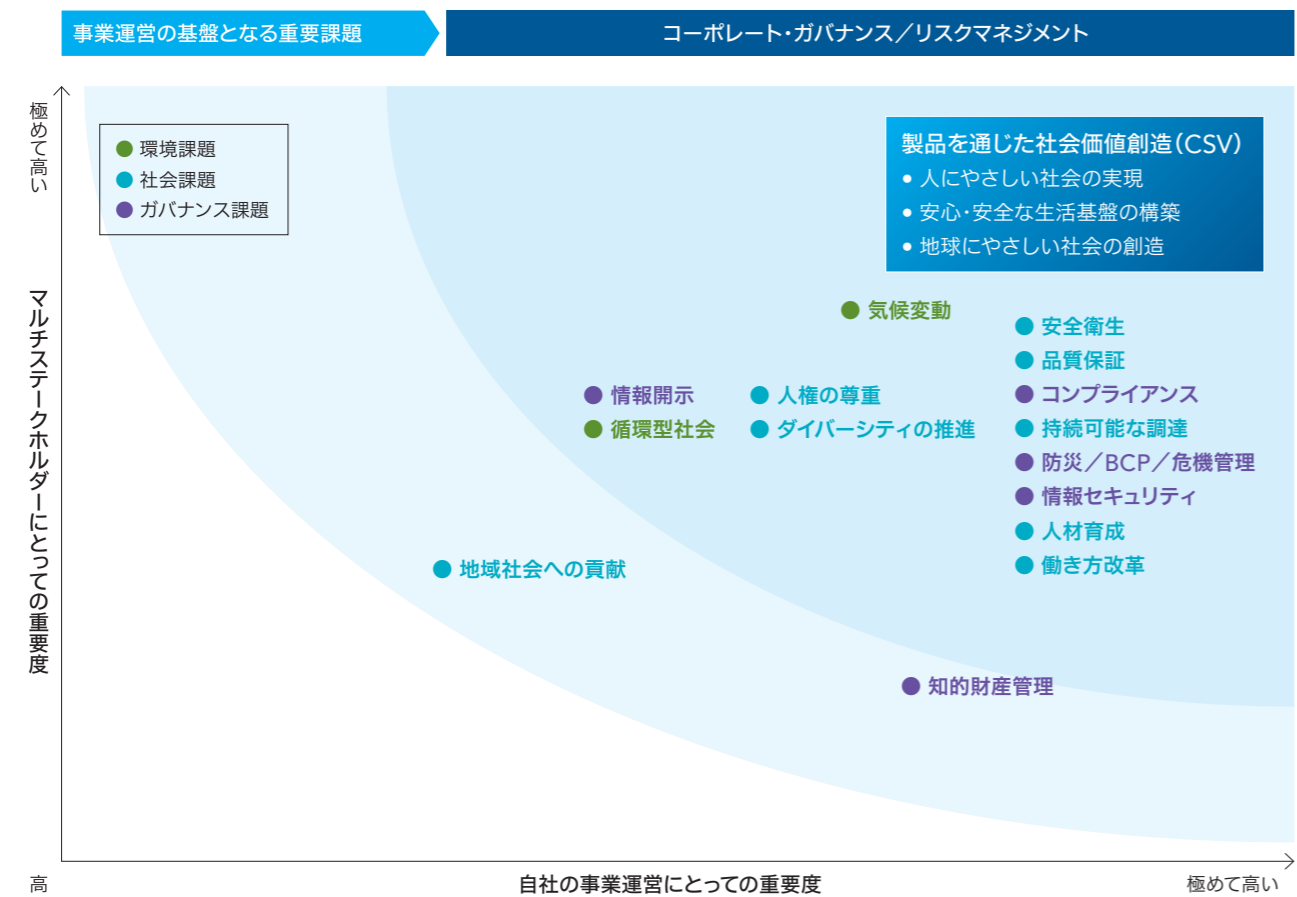 事業運営の基盤となる重要課題
コーポレート・ガバナンス／リスクマネジメント
極めて高い
マルチステークホルダーにとっての重要度
高
● 環境課題
● 社会課題
● ガバナンス課題
製品を通じた社会価値創造（CSV）
● 人にやさしい社会の実現
● 安心・安全な生活基盤の構築
● 地球にやさしい社会の創造
● 気候変動
● 情報開示
● 循環型社会
● 人権の尊重
● ダイバーシティの推進
● 安全衛生
● 品質保証
● コンプライアンス
● 持続可能な調達
● 防災／BCP／危機管理
● 情報セキュリティ
● 人材育成
● 働き方改革
● 地域社会への貢献
● 知的財産管理
自社の事業運営にとっての重要度
極めて高い